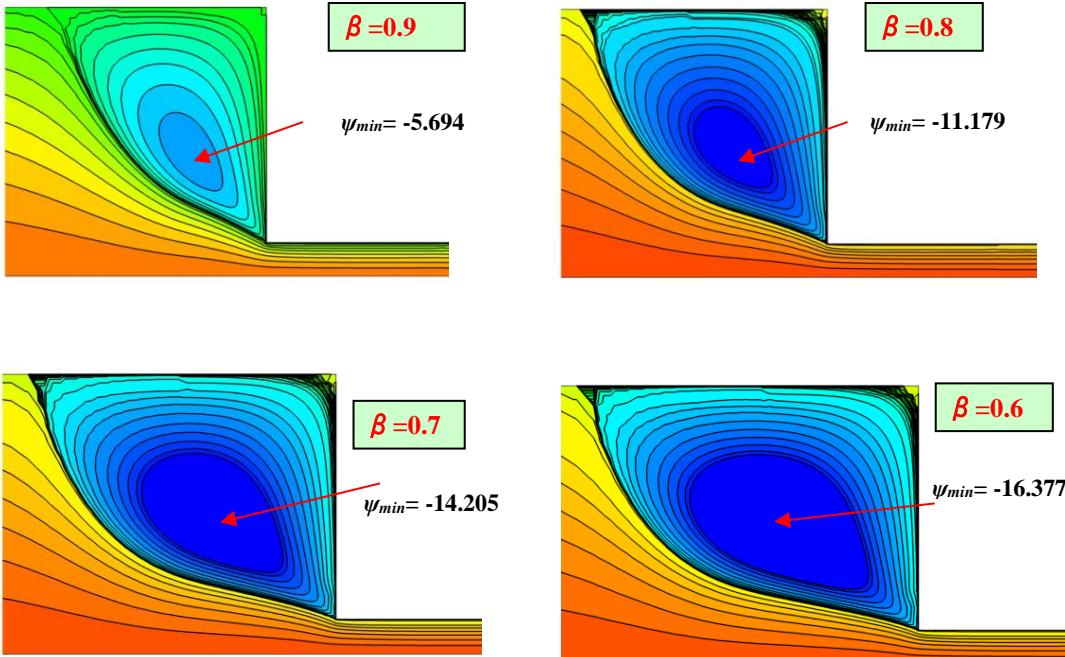 β =0.9
ψmin= -5.694
β =0.8
ψmin= -11.179
β =0.7
ψmin= -14.205
β =0.6
ψmin= -16.377